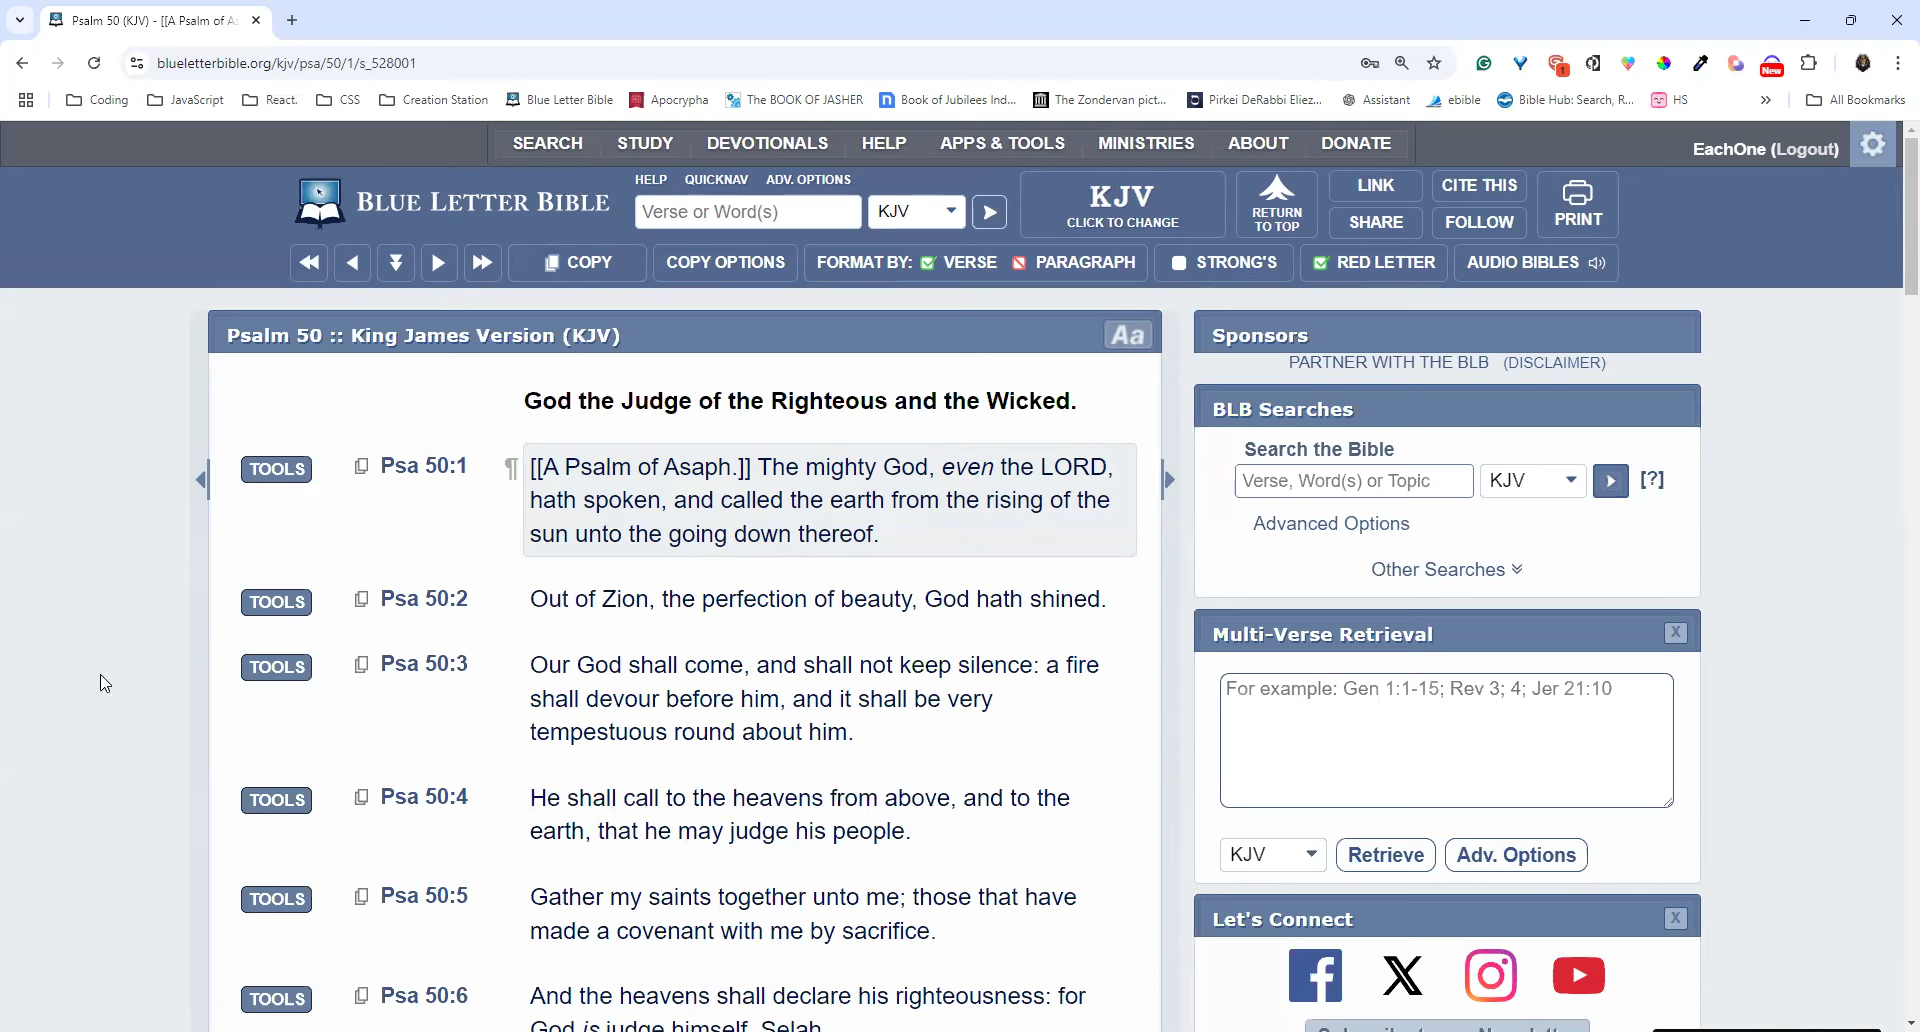 Psalm 50 (KJV) - [[A Psalm of A
blueletterbible.org/kjv/psa/50/1/s_528001
1
New
Coding
JavaScript
React.
CSS
Creation Station
Blue Letter Bible
Apocrypha
The BOOK OF JASHER
Book of Jubilees Ind...
The Zondervan pict...
Pirkei DeRabbi Eliez...
Assistant
ebible
Bible Hub: Search, R...
HS
All Bookmarks
SEARCH
STUDY
DEVOTIONALS
HELP
APPS & TOOLS
MINISTRIES
ABOUT
DONATE
EachOne (Logout)
BLUE LETTER BIBLE
HELP
QUICKNAV
ADV. OPTIONS
Verse or Word(s)
KJV
KJV
CLICK TO CHANGE
RETURN
TO TOP
LINK
CITE THIS
SHARE
FOLLOW
PRINT
COPY
COPY OPTIONS
FORMAT BY:
VERSE
PARAGRAPH
STRONG'S
RED LETTER
AUDIO BIBLES
Psalm 50 :: King James Version (KJV)
Aa
God the Judge of the Righteous and the Wicked.
TOOLS
Psa 50:1
¶
[[A Psalm of Asaph.]] The mighty God, even the LORD,
hath spoken, and called the earth from the rising of the
sun unto the going down thereof.
TOOLS
Psa 50:2
Out of Zion, the perfection of beauty, God hath shined.
TOOLS
Psa 50:3
Our God shall come, and shall not keep silence: a fire
shall devour before him, and it shall be very
tempestuous round about him.
TOOLS
Psa 50:4
He shall call to the heavens from above, and to the
earth, that he may judge his people.
TOOLS
Psa 50:5
Gather my saints together unto me; those that have
made a covenant with me by sacrifice.
TOOLS
Psa 50:6
And the heavens shall declare his righteousness: for
God is judge himself. Selah.
Sponsors
PARTNER WITH THE BLB (DISCLAIMER)
BLB Searches
Search the Bible
Verse, Word(s) or Topic
KJV
[?]
Advanced Options
Other Searches
Multi-Verse Retrieval
X
For example: Gen 1:1-15; Rev 3; 4; Jer 21:10
KJV
Retrieve
Adv. Options
Let's Connect
X